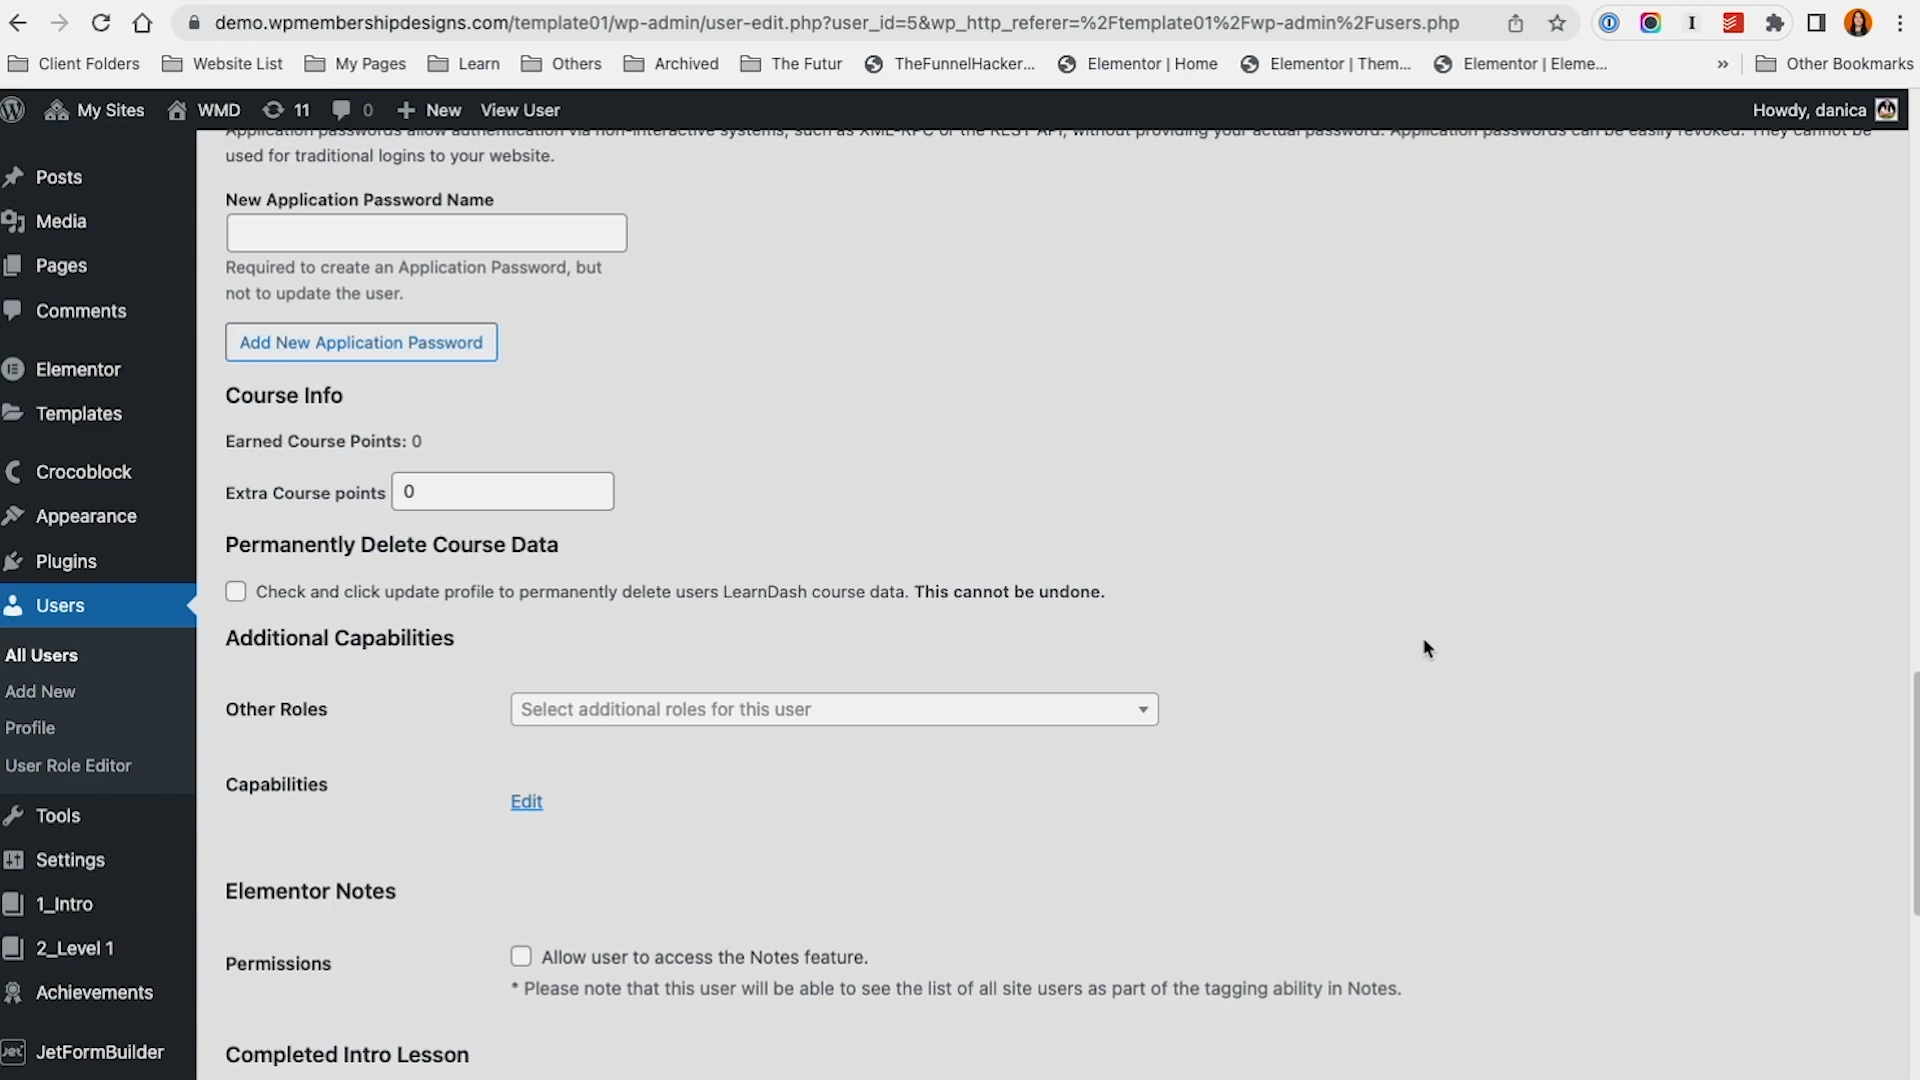 demo.wpmembershipdesigns.com/template01/wp-admin/user-edit.php?user_id=5&wp_http_referer=%2Ftemplate01%2Fwp-admin%2Fusers.php
Client Folders
Website List
My Pages
Learn
Others
Archived
The Futur
TheFunnelHacker...
Elementor | Home
Elementor | Them...
Elementor | Eleme...
»
Other Bookmarks
My Sites
WMD
11
0
New
View User
Howdy, danica
Application passwords allow authentication via non-interactive systems, such as XML-RPC or the REST API, without providing your actual password. Application passwords can be easily revoked. They cannot be
used for traditional logins to your website.
Posts
Media
Pages
Comments
Elementor
Templates
Crocoblock
Appearance
Plugins
Users
All Users
Add New
Profile
User Role Editor
Tools
Settings
1_Intro
2_Level 1
Achievements
JetFormBuilder
New Application Password Name
Required to create an Application Password, but
not to update the user.
Add New Application Password
Course Info
Earned Course Points: 0
Extra Course points 0
Permanently Delete Course Data
Check and click update profile to permanently delete users LearnDash course data. This cannot be undone.
Additional Capabilities
Other Roles
Select additional roles for this user
Capabilities
Edit
Elementor Notes
Permissions
Allow user to access the Notes feature.
* Please note that this user will be able to see the list of all site users as part of the tagging ability in Notes.
Completed Intro Lesson